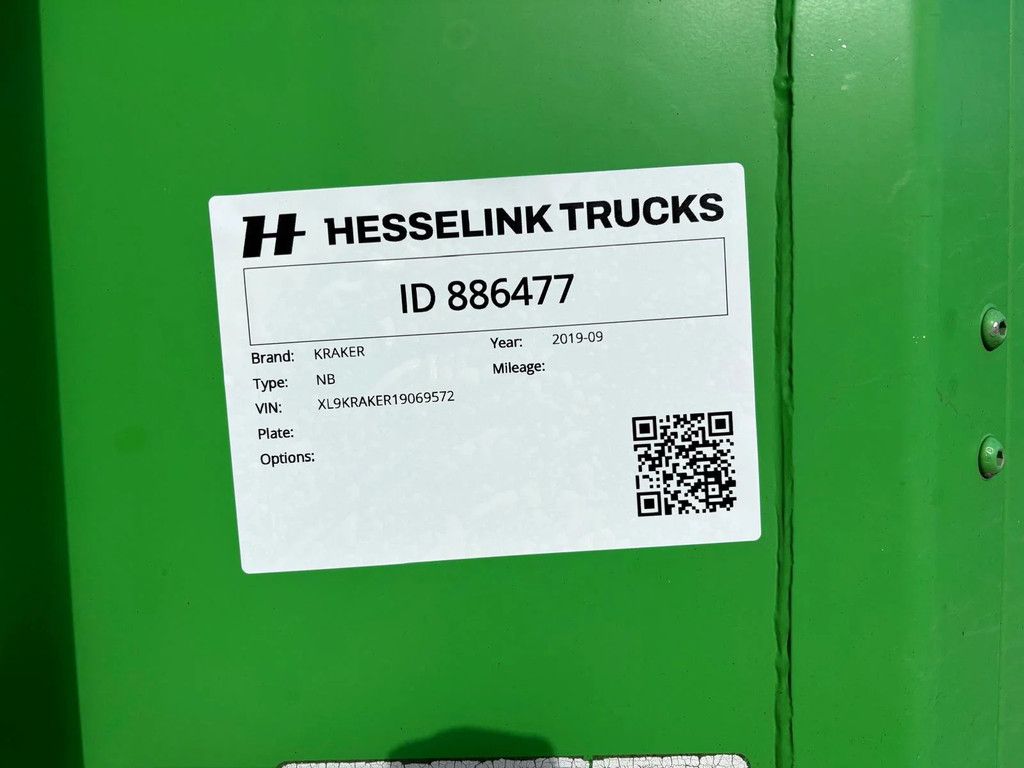 HESSELINK TRUCKS
ID 886477
Brand: KRAKER Year: 2019-09
Type: NB Mileage:
VIN: XL9KRAKER19069572
Plate:
Options: